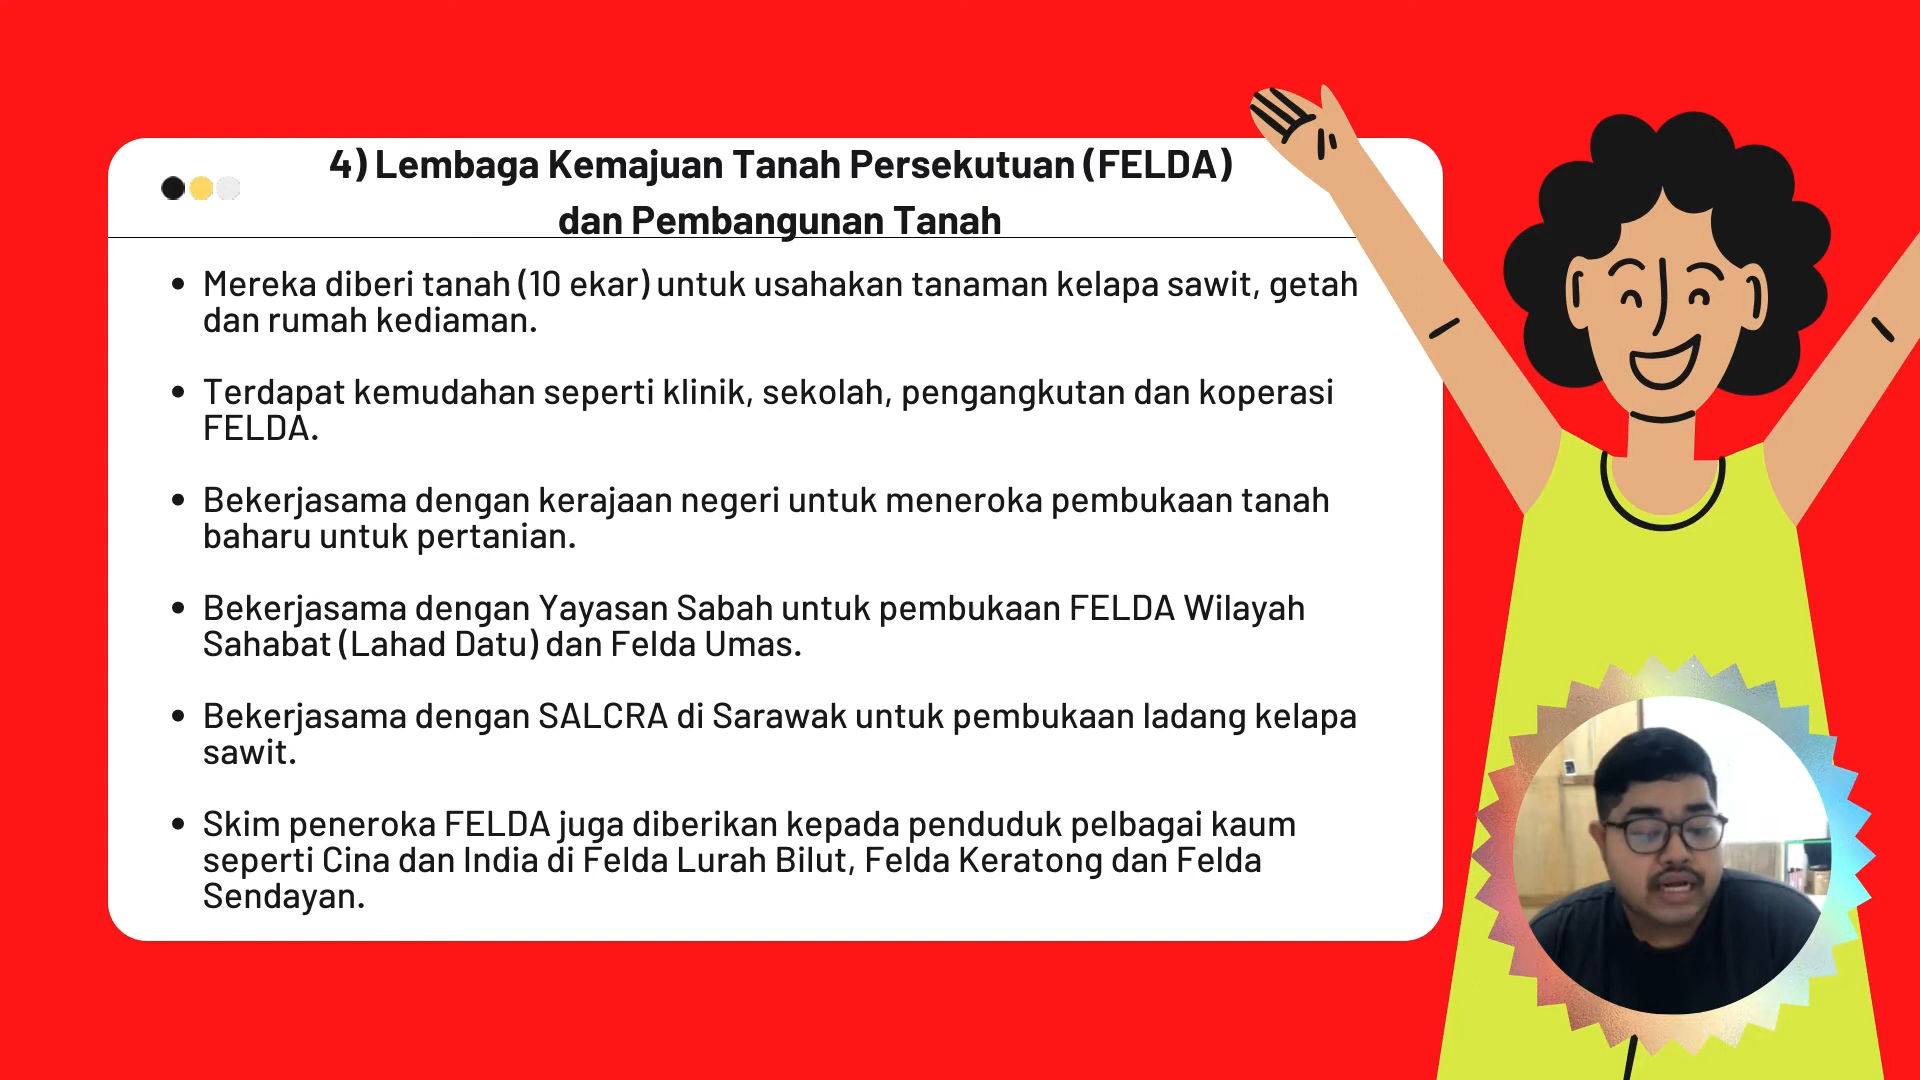 4) Lembaga Kemajuan Tanah Persekutuan (FELDA)
dan Pembangunan Tanah
• Mereka diberi tanah (10 ekar) untuk usahakan tanaman kelapa sawit, getah
dan rumah kediaman.
• Terdapat kemudahan seperti klinik, sekolah, pengangkutan dan koperasi
FELDA.
• Bekerjasama dengan kerajaan negeri untuk meneroka pembukaan tanah
baharu untuk pertanian.
• Bekerjasama dengan Yayasan Sabah untuk pembukaan FELDA Wilayah
Sahabat (Lahad Datu) dan Felda Umas.
• Bekerjasama dengan SALCRA di Sarawak untuk pembukaan ladang kelapa
sawit.
• Skim peneroka FELDA juga diberikan kepada penduduk pelbagai kaum
seperti Cina dan India di Felda Lurah Bilut, Felda Keratong dan Felda
Sendayan.